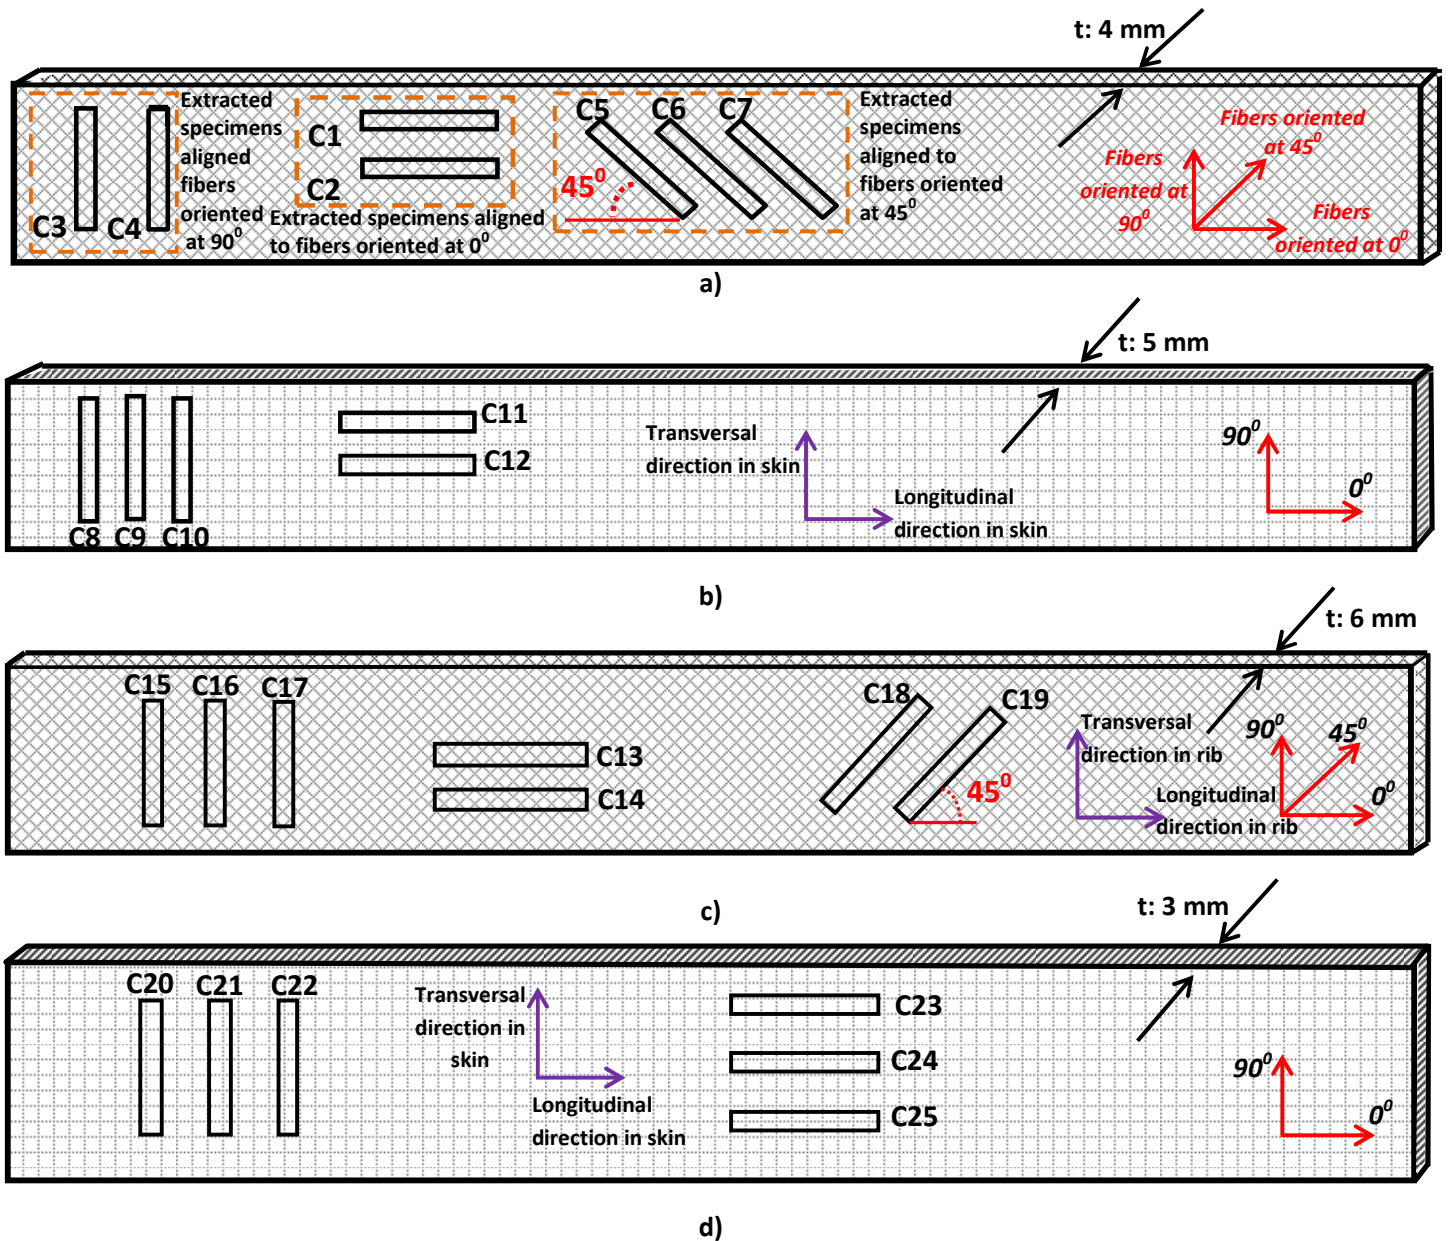 t: 4 mm
Extracted
specimens
aligned
fibers
oriented
at 90⁰
C3
C4
C1
C2
Extracted specimens aligned
to fibers oriented at 0⁰
C5
C6
C7
45⁰
Extracted
specimens
aligned to
fibers oriented
at 45⁰
Fibers oriented
at 45⁰
Fibers
oriented at
90⁰
Fibers
oriented at 0⁰
a)
t: 5 mm
C8
C9
C10
C11
C12
Transversal
direction in skin
Longitudinal
direction in skin
90⁰
0⁰
b)
t: 6 mm
C15
C16
C17
C13
C14
C18
C19
45⁰
Transversal
direction in rib
Longitudinal
direction in rib
90⁰
45⁰
0⁰
c)
t: 3 mm
C20
C21
C22
Transversal
direction in
skin
Longitudinal
direction in skin
C23
C24
C25
90⁰
0⁰
d)